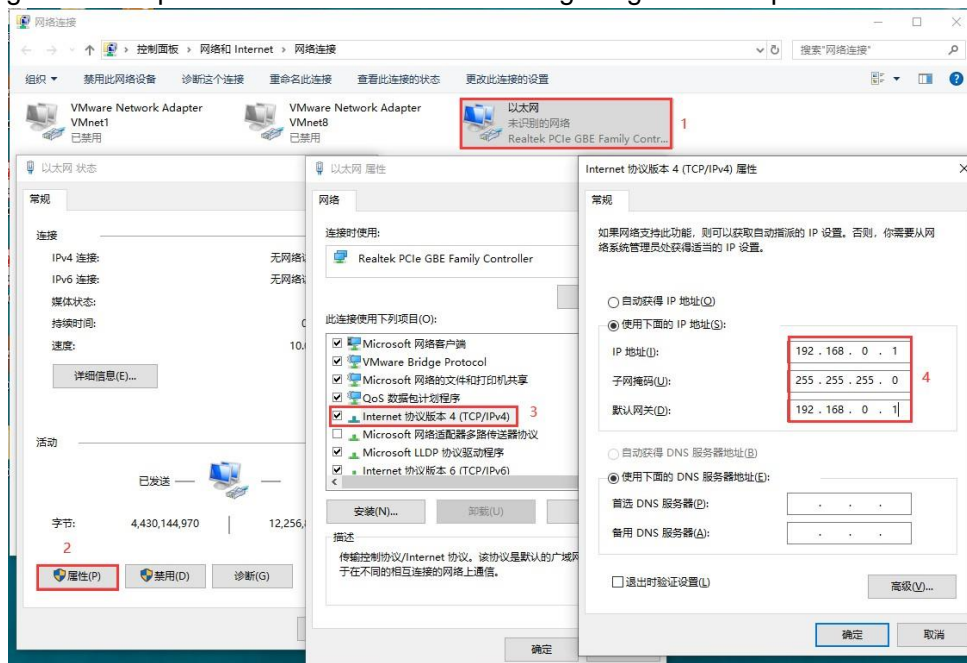 网络连接
控制面板 › 网络和 Internet › 网络连接
搜索"网络连接"
组织 禁用此网络设备 诊断这个连接 重命名此连接 查看此连接的状态 更改此连接的设置
VMware Network Adapter VMnet1
已禁用
VMware Network Adapter VMnet8
已禁用
以太网
未识别的网络
Realtek PCIe GBE Family Contr...
1
以太网 状态
常规
连接
IPv4 连接:
无网络
IPv6 连接:
无网络
媒体状态:
持续时间:
速度:
10.
详细信息(E)...
活动
已发送
字节:
4,430,144,970
12,256,
2
属性(P)
禁用(D)
诊断(G)
以太网 属性
网络
连接时使用:
Realtek PCIe GBE Family Controller
此连接使用下列项目(O):
Microsoft 网络客户端
VMware Bridge Protocol
Microsoft 网络的文件和打印机共享
QoS 数据包计划程序
Internet 协议版本 4 (TCP/IPv4)
3
Microsoft 网络适配器多路传送器协议
Microsoft LLDP 协议驱动程序
Internet 协议版本 6 (TCP/IPv6)
安装(N)...
卸载(U)
描述
传输控制协议/Internet 协议。该协议是默认的广域网
于在不同的相互连接的网络上通信。
确定
Internet 协议版本 4 (TCP/IPv4) 属性
常规
如果网络支持此功能，则可以获取自动指派的 IP 设置。否则，你需要从网
络系统管理员处获得适当的 IP 设置。
自动获得 IP 地址(O)
使用下面的 IP 地址(S):
IP 地址(I):
192 . 168 . 0 . 1
子网掩码(U):
255 . 255 . 255 . 0
4
默认网关(D):
192 . 168 . 0 . 1
自动获得 DNS 服务器地址(B)
使用下面的 DNS 服务器地址(E):
首选 DNS 服务器(P):
. . .
备用 DNS 服务器(A):
. . .
退出时验证设置(L)
高级(V)...
确定
取消